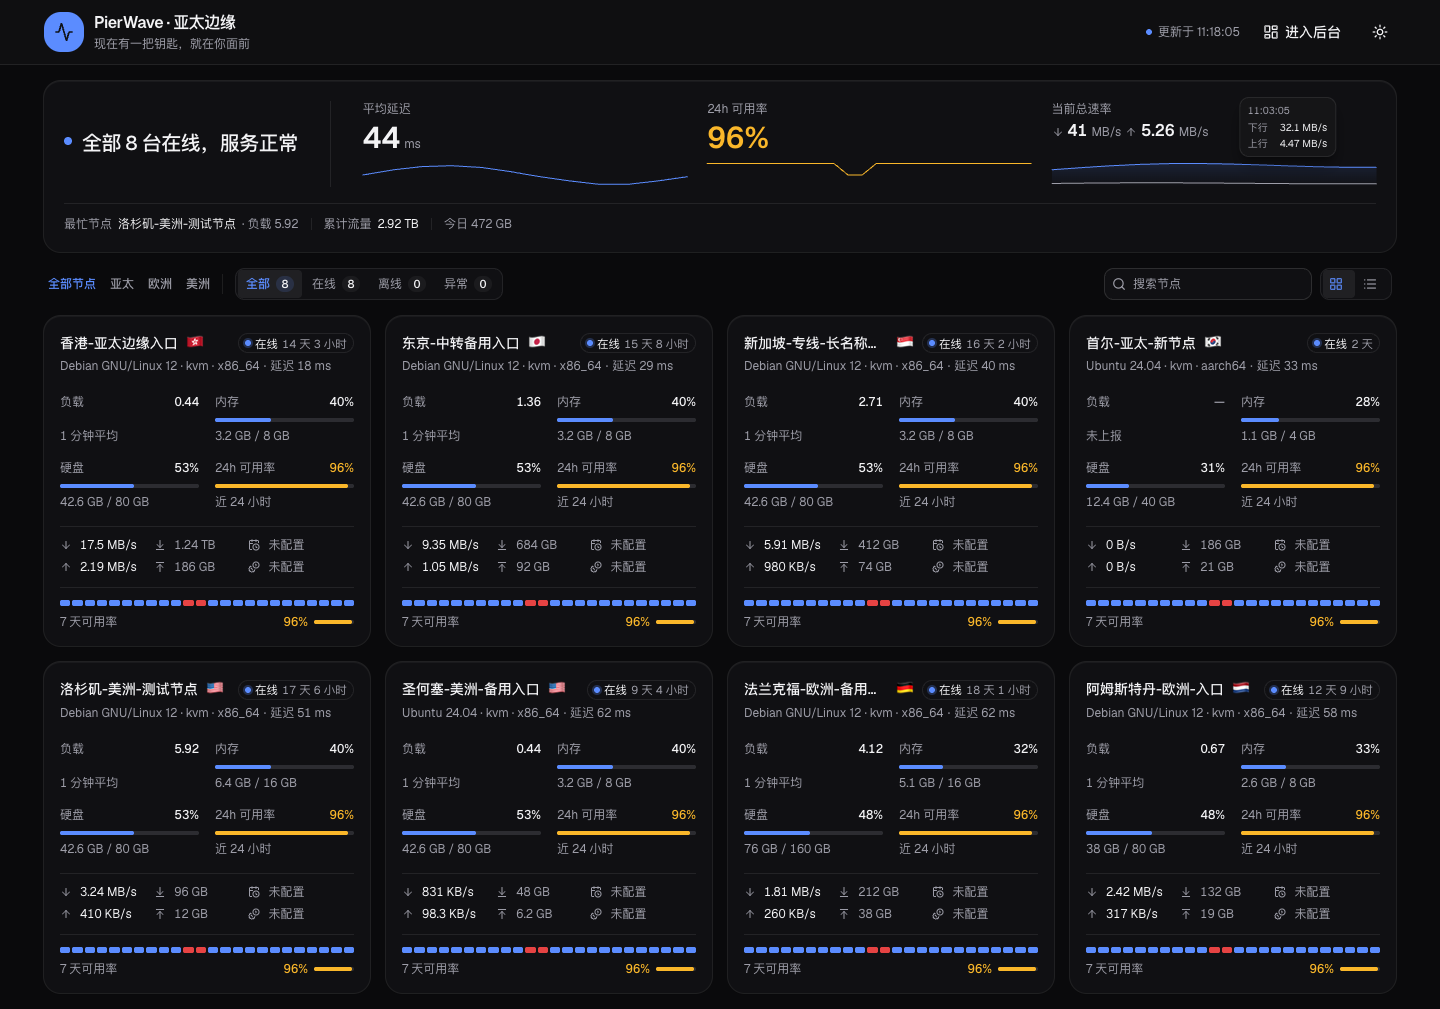 PierWave · 亚太边缘
现在有一把钥匙，就在你面前
更新于 11:18:05
进入后台
全部 8 台在线，服务正常
平均延迟
44 ms
24h 可用率
96%
当前总速率
↓ 41 MB/s ↑ 5.26 MB/s
11:03:05
下行 32.1 MB/s
上行 4.47 MB/s
最忙节点 洛杉矶-美洲-测试节点 · 负载 5.92
累计流量 2.92 TB
今日 472 GB
全部节点 亚太 欧洲 美洲
全部 8 在线 8 离线 0 异常 0
搜索节点
香港-亚太边缘入口 在线 14 天 3 小时
Debian GNU/Linux 12 · kvm · x86_64 · 延迟 18 ms
负载 0.44 内存 40%
1 分钟平均 3.2 GB / 8 GB
硬盘 53% 24h 可用率 96%
42.6 GB / 80 GB 近 24 小时
↓ 17.5 MB/s 1.24 TB 未配置
↑ 2.19 MB/s 186 GB 未配置
7 天可用率 96%
东京-中转备用入口 在线 15 天 8 小时
Debian GNU/Linux 12 · kvm · x86_64 · 延迟 29 ms
负载 1.36 内存 40%
1 分钟平均 3.2 GB / 8 GB
硬盘 53% 24h 可用率 96%
42.6 GB / 80 GB 近 24 小时
↓ 9.35 MB/s 684 GB 未配置
↑ 1.05 MB/s 92 GB 未配置
7 天可用率 96%
新加坡-专线-长名称... 在线 16 天 2 小时
Debian GNU/Linux 12 · kvm · x86_64 · 延迟 40 ms
负载 2.71 内存 40%
1 分钟平均 3.2 GB / 8 GB
硬盘 53% 24h 可用率 96%
42.6 GB / 80 GB 近 24 小时
↓ 5.91 MB/s 412 GB 未配置
↑ 980 KB/s 74 GB 未配置
7 天可用率 96%
首尔-亚太-新节点 在线 2 天
Ubuntu 24.04 · kvm · aarch64 · 延迟 33 ms
负载 — 内存 28%
未上报 1.1 GB / 4 GB
硬盘 31% 24h 可用率 96%
12.4 GB / 40 GB 近 24 小时
↓ 0 B/s 186 GB 未配置
↑ 0 B/s 21 GB 未配置
7 天可用率 96%
洛杉矶-美洲-测试节点 在线 17 天 6 小时
Debian GNU/Linux 12 · kvm · x86_64 · 延迟 51 ms
负载 5.92 内存 40%
1 分钟平均 6.4 GB / 16 GB
硬盘 53% 24h 可用率 96%
42.6 GB / 80 GB 近 24 小时
↓ 3.24 MB/s 96 GB 未配置
↑ 410 KB/s 12 GB 未配置
7 天可用率 96%
圣何塞-美洲-备用入口 在线 9 天 4 小时
Ubuntu 24.04 · kvm · x86_64 · 延迟 62 ms
负载 0.44 内存 40%
1 分钟平均 3.2 GB / 8 GB
硬盘 53% 24h 可用率 96%
42.6 GB / 80 GB 近 24 小时
↓ 831 KB/s 48 GB 未配置
↑ 98.3 KB/s 6.2 GB 未配置
7 天可用率 96%
法兰克福-欧洲-备用... 在线 18 天 1 小时
Debian GNU/Linux 12 · kvm · x86_64 · 延迟 62 ms
负载 4.12 内存 32%
1 分钟平均 5.1 GB / 16 GB
硬盘 48% 24h 可用率 96%
76 GB / 160 GB 近 24 小时
↓ 1.81 MB/s 212 GB 未配置
↑ 260 KB/s 38 GB 未配置
7 天可用率 96%
阿姆斯特丹-欧洲-入口 在线 12 天 9 小时
Debian GNU/Linux 12 · kvm · x86_64 · 延迟 58 ms
负载 0.67 内存 33%
1 分钟平均 2.6 GB / 8 GB
硬盘 48% 24h 可用率 96%
38 GB / 80 GB 近 24 小时
↓ 2.42 MB/s 132 GB 未配置
↑ 317 KB/s 19 GB 未配置
7 天可用率 96%